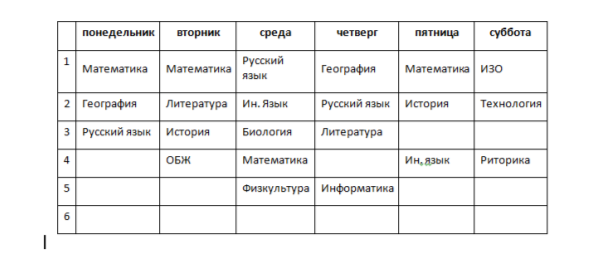 понедельник вторник среда четверг пятница суббота
1 Математика Математика Русский язык География Математика ИЗО
2 География Литература Ин. Язык Русский язык История Технология
3 Русский язык История Биология Литература
4 ОБЖ Математика Ин. язык Риторика
5 Физкультура Информатика
6